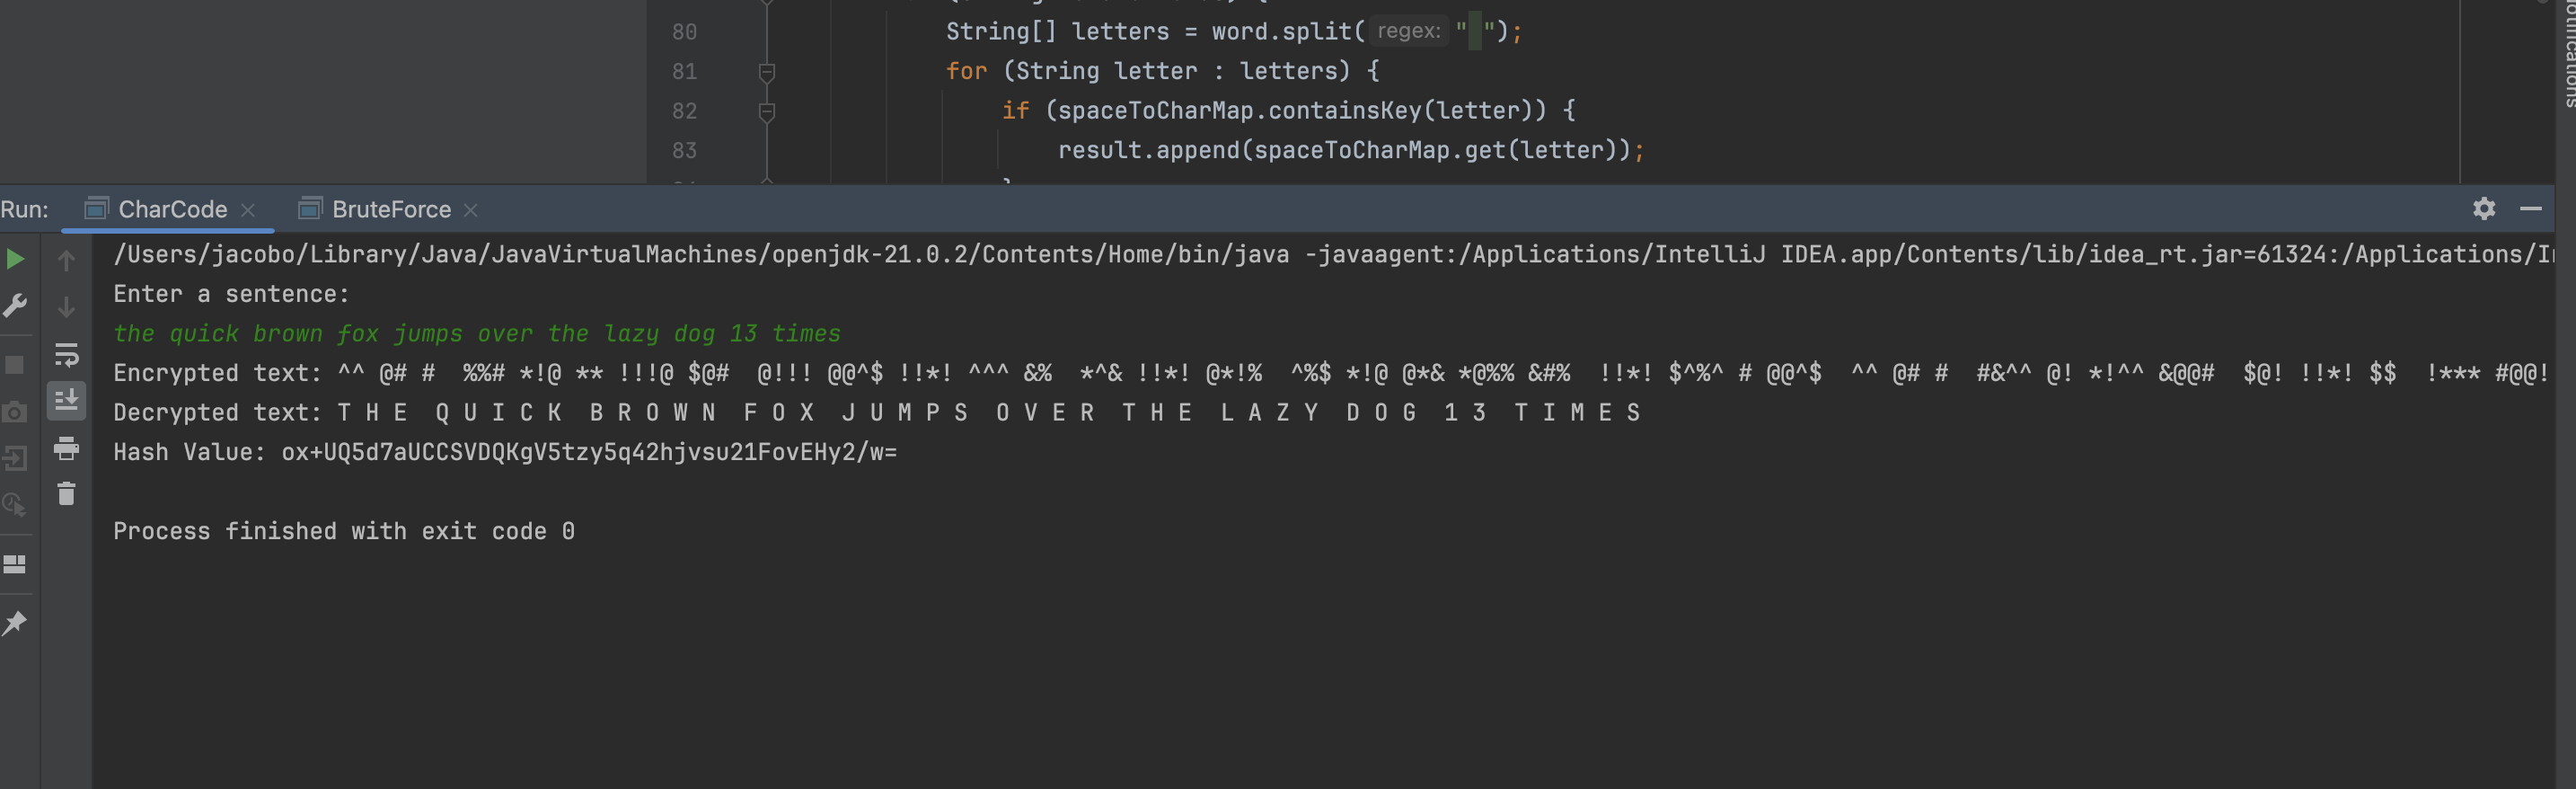 80 String[] letters = word.split( regex: " ");
81 for (String letter : letters) {
82 if (spaceToCharMap.containsKey(letter)) {
83 result.append(spaceToCharMap.get(letter));
notifications
Run: CharCode BruteForce
/Users/jacobo/Library/Java/JavaVirtualMachines/openjdk-21.0.2/Contents/Home/bin/java -javaagent:/Applications/IntelliJ IDEA.app/Contents/lib/idea_rt.jar=61324:/Applications/I
Enter a sentence:
the quick brown fox jumps over the lazy dog 13 times
Encrypted text: ^^ @# #  %%# *!@ ** !!!@ $@#  @!!! @@^$ !!*! ^^^ &%  *^& !!*! @*!%  ^%$ *!@ @*& *@%% &#%  !!*! $^%^ # @@^$  ^^ @# #  #&^^ @! *!^^ &@@#  $@! !!*! $$  !*** #@@!
Decrypted text: T H E  Q U I C K  B R O W N  F O X  J U M P S  O V E R  T H E  L A Z Y  D O G  1 3  T I M E S
Hash Value: ox+UQ5d7aUCCSVDQKgV5tzy5q42hjvsu21FovEHy2/w=
Process finished with exit code 0